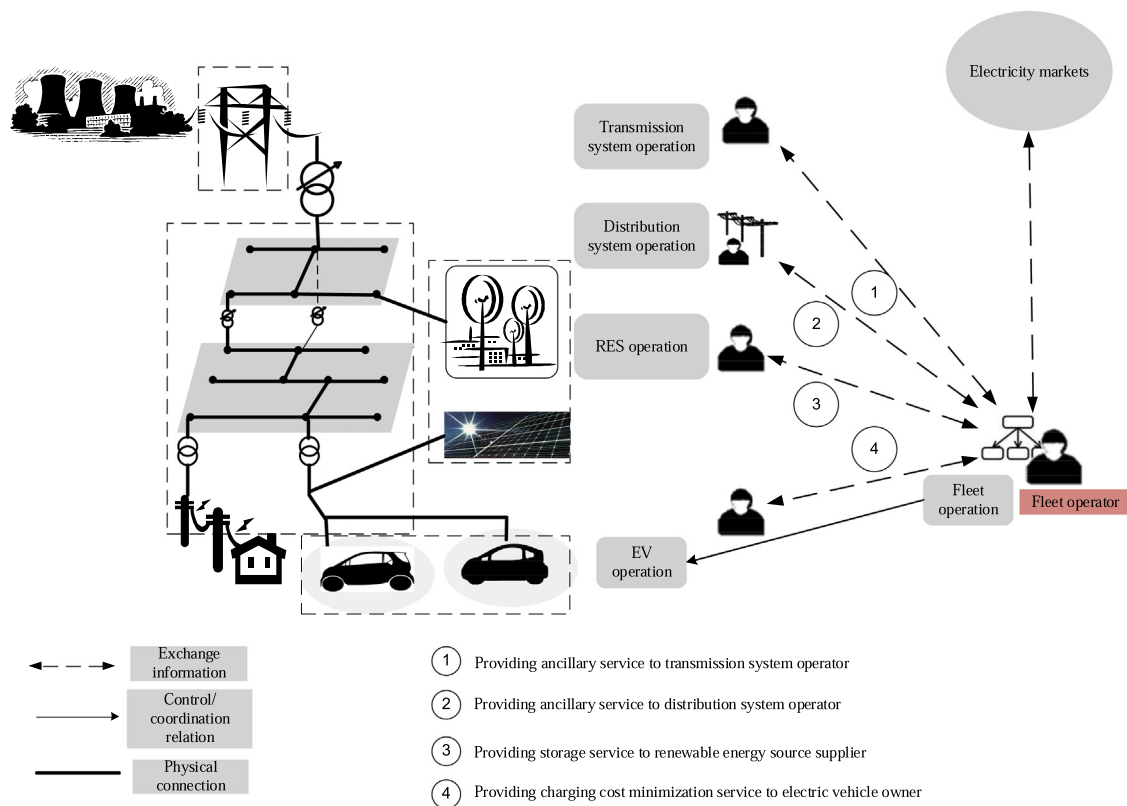 Electricity markets
Transmission
system operation
Distribution
system operation
1
2
RES operation
3
4
Fleet
operation
Fleet operator
EV
operation
Exchange
information
Control/
coordination
relation
Physical
connection
1 Providing ancillary service to transmission system operator
2 Providing ancillary service to distribution system operator
3 Providing storage service to renewable energy source supplier
4 Providing charging cost minimization service to electric vehicle owner